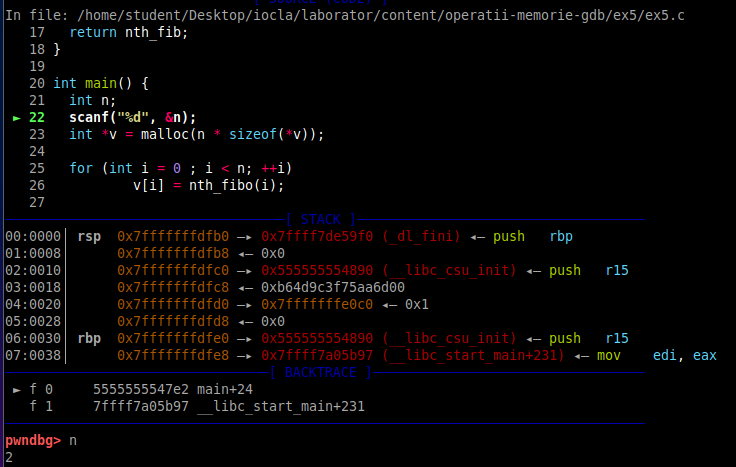 [ SOURCE (CODE) ]
In file: /home/student/Desktop/iocla/laborator/content/operatii-memorie-gdb/ex5/ex5.c
   17   return nth_fib;
   18 }
   19
   20 int main() {
   21   int n;
 ► 22   scanf("%d", &n);
   23   int *v = malloc(n * sizeof(*v));
   24
   25   for (int i = 0 ; i < n; ++i)
   26           v[i] = nth_fibo(i);
   27
[ STACK ]
00:0000│ rsp  0x7fffffffdfb0 —▸ 0x7ffff7de59f0 (_dl_fini) ◂— push   rbp
01:0008│      0x7fffffffdfb8 ◂— 0x0
02:0010│      0x7fffffffdfc0 —▸ 0x555555554890 (__libc_csu_init) ◂— push   r15
03:0018│      0x7fffffffdfc8 ◂— 0xb64d9c3f75aa6d00
04:0020│      0x7fffffffdfd0 —▸ 0x7fffffffe0c0 ◂— 0x1
05:0028│      0x7fffffffdfd8 ◂— 0x0
06:0030│ rbp  0x7fffffffdfe0 —▸ 0x555555554890 (__libc_csu_init) ◂— push   r15
07:0038│      0x7fffffffdfe8 —▸ 0x7ffff7a05b97 (__libc_start_main+231) ◂— mov    edi, eax
[ BACKTRACE ]
 ► f 0     5555555547e2 main+24
   f 1     7ffff7a05b97 __libc_start_main+231
pwndbg> n
2